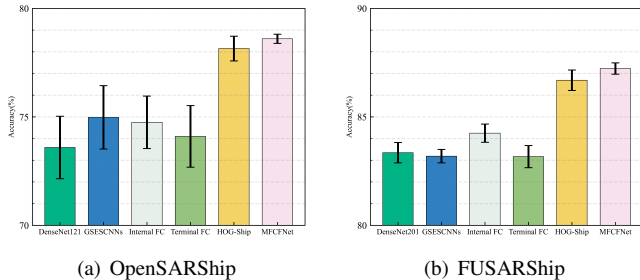 80
75
70
Accuracy(%)
DenseNet121 GSESCNNs Internal FC Terminal FC HOG-Ship MFCFNet
(a) OpenSARShip
90
85
80
Accuracy(%)
DenseNet201 GSESCNNs Internal FC Terminal FC HOG-Ship MFCFNet
(b) FUSARShip